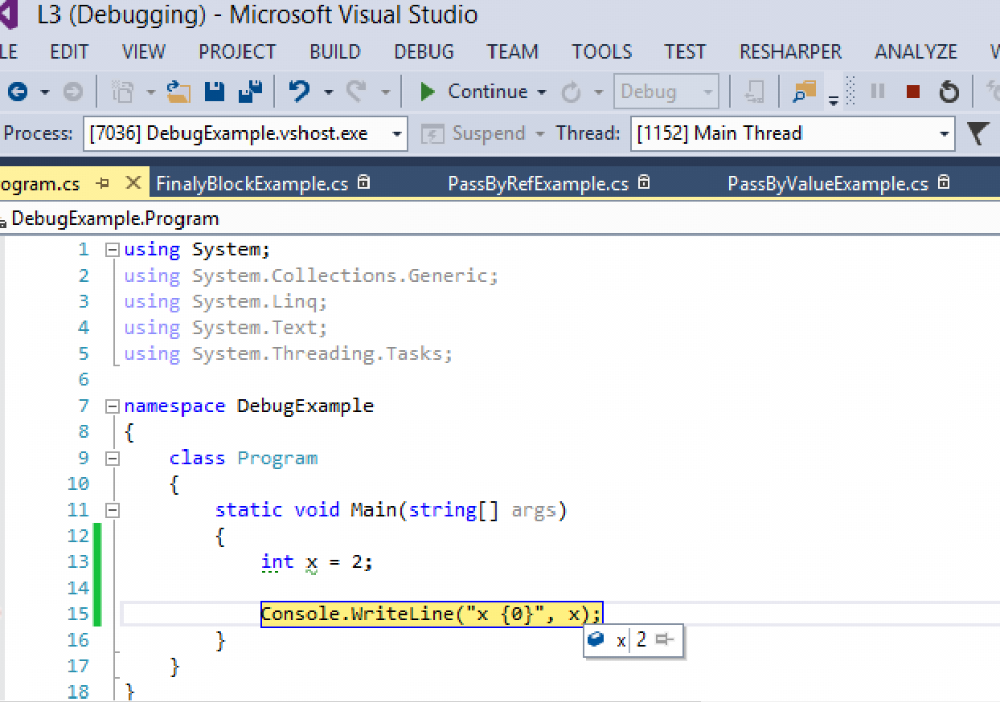 L3 (Debugging) - Microsoft Visual Studio
LE EDIT VIEW PROJECT BUILD DEBUG TEAM TOOLS TEST RESHARPER ANALYZE W
Continue Debug
Process: [7036] DebugExample.vshost.exe Suspend Thread: [1152] Main Thread
ogram.cs FinalyBlockExample.cs PassByRefExample.cs PassByValueExample.cs
DebugExample.Program
1 using System;
2 using System.Collections.Generic;
3 using System.Linq;
4 using System.Text;
5 using System.Threading.Tasks;
6
7 namespace DebugExample
8 {
9 class Program
10 {
11 static void Main(string[] args)
12 {
13 int x = 2;
14
15 Console.WriteLine("x {0}", x);
16 }
x 2
17 }
18 }